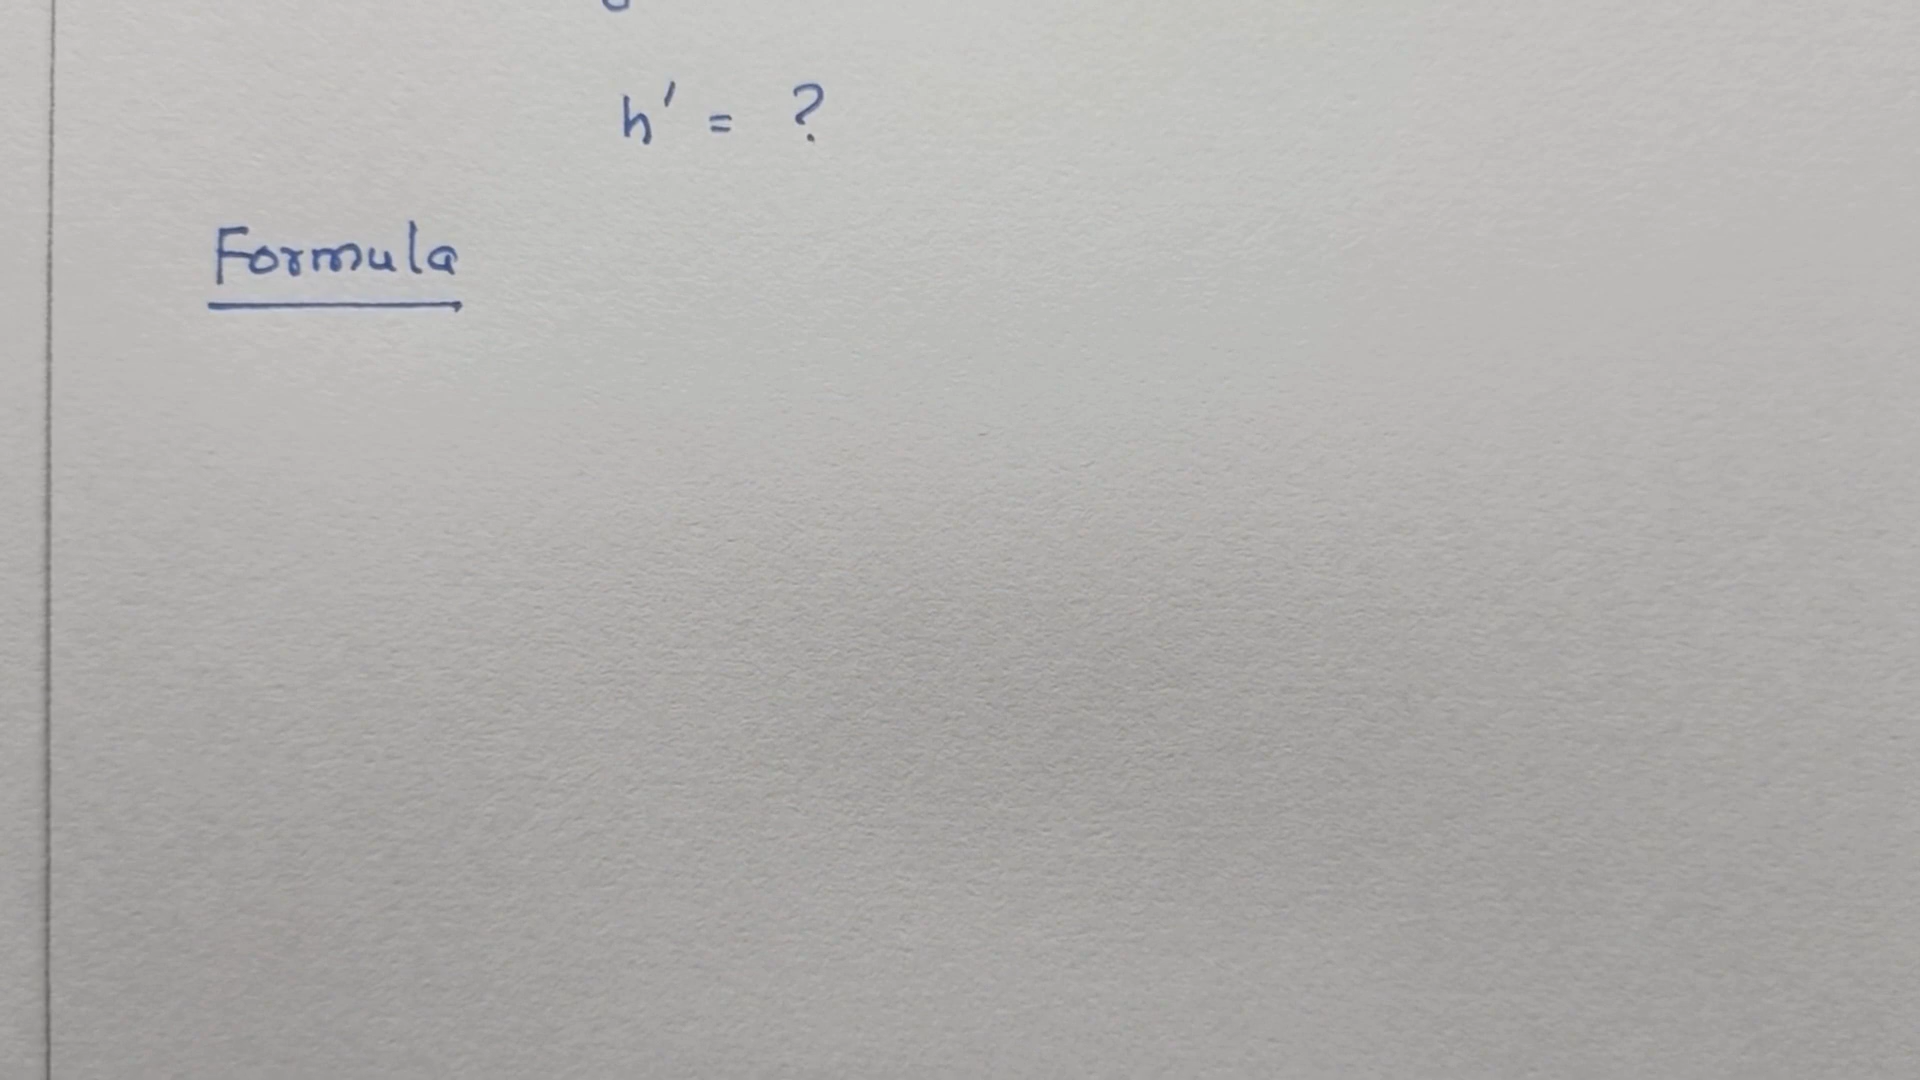 h' = ?
Formula